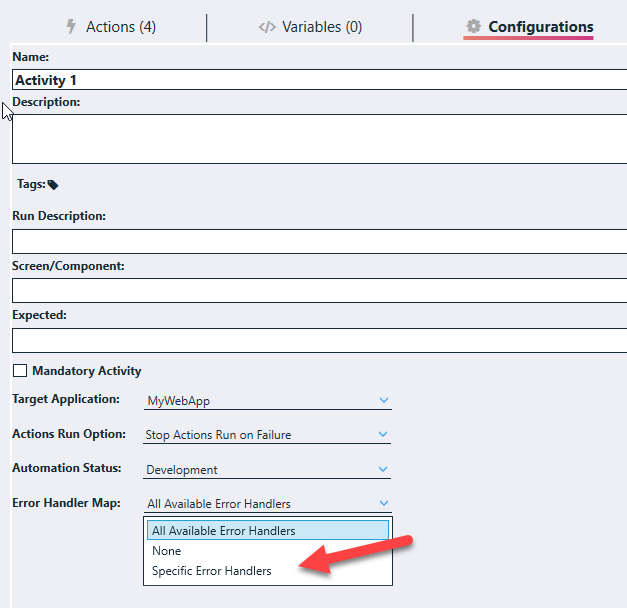 Actions (4) Variables (0) Configurations
Name:
Activity 1
Description:
Tags:
Run Description:
Screen/Component:
Expected:
Mandatory Activity
Target Application: MyWebApp
Actions Run Option: Stop Actions Run on Failure
Automation Status: Development
Error Handler Map: All Available Error Handlers
All Available Error Handlers
None
Specific Error Handlers